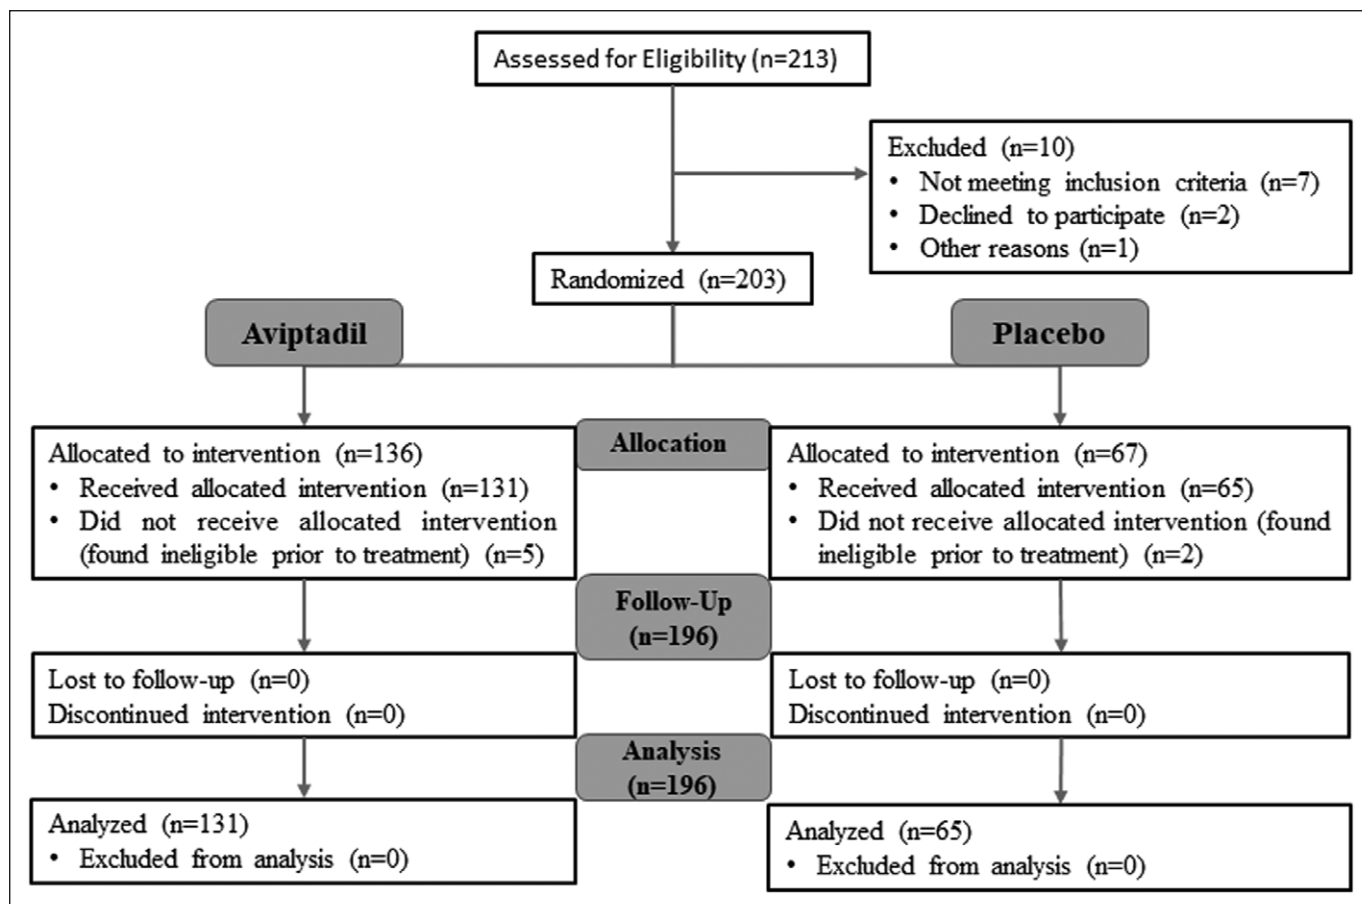 Assessed for Eligibility (n=213)
Excluded (n=10)
• Not meeting inclusion criteria (n=7)
• Declined to participate (n=2)
• Other reasons (n=1)
Randomized (n=203)
Aviptadil
Placebo
Allocation
Allocated to intervention (n=136)
• Received allocated intervention (n=131)
• Did not receive allocated intervention
(found ineligible prior to treatment) (n=5)
Allocated to intervention (n=67)
• Received allocated intervention (n=65)
• Did not receive allocated intervention (found
ineligible prior to treatment) (n=2)
Follow-Up
(n=196)
Lost to follow-up (n=0)
Discontinued intervention (n=0)
Lost to follow-up (n=0)
Discontinued intervention (n=0)
Analysis
(n=196)
Analyzed (n=131)
• Excluded from analysis (n=0)
Analyzed (n=65)
• Excluded from analysis (n=0)